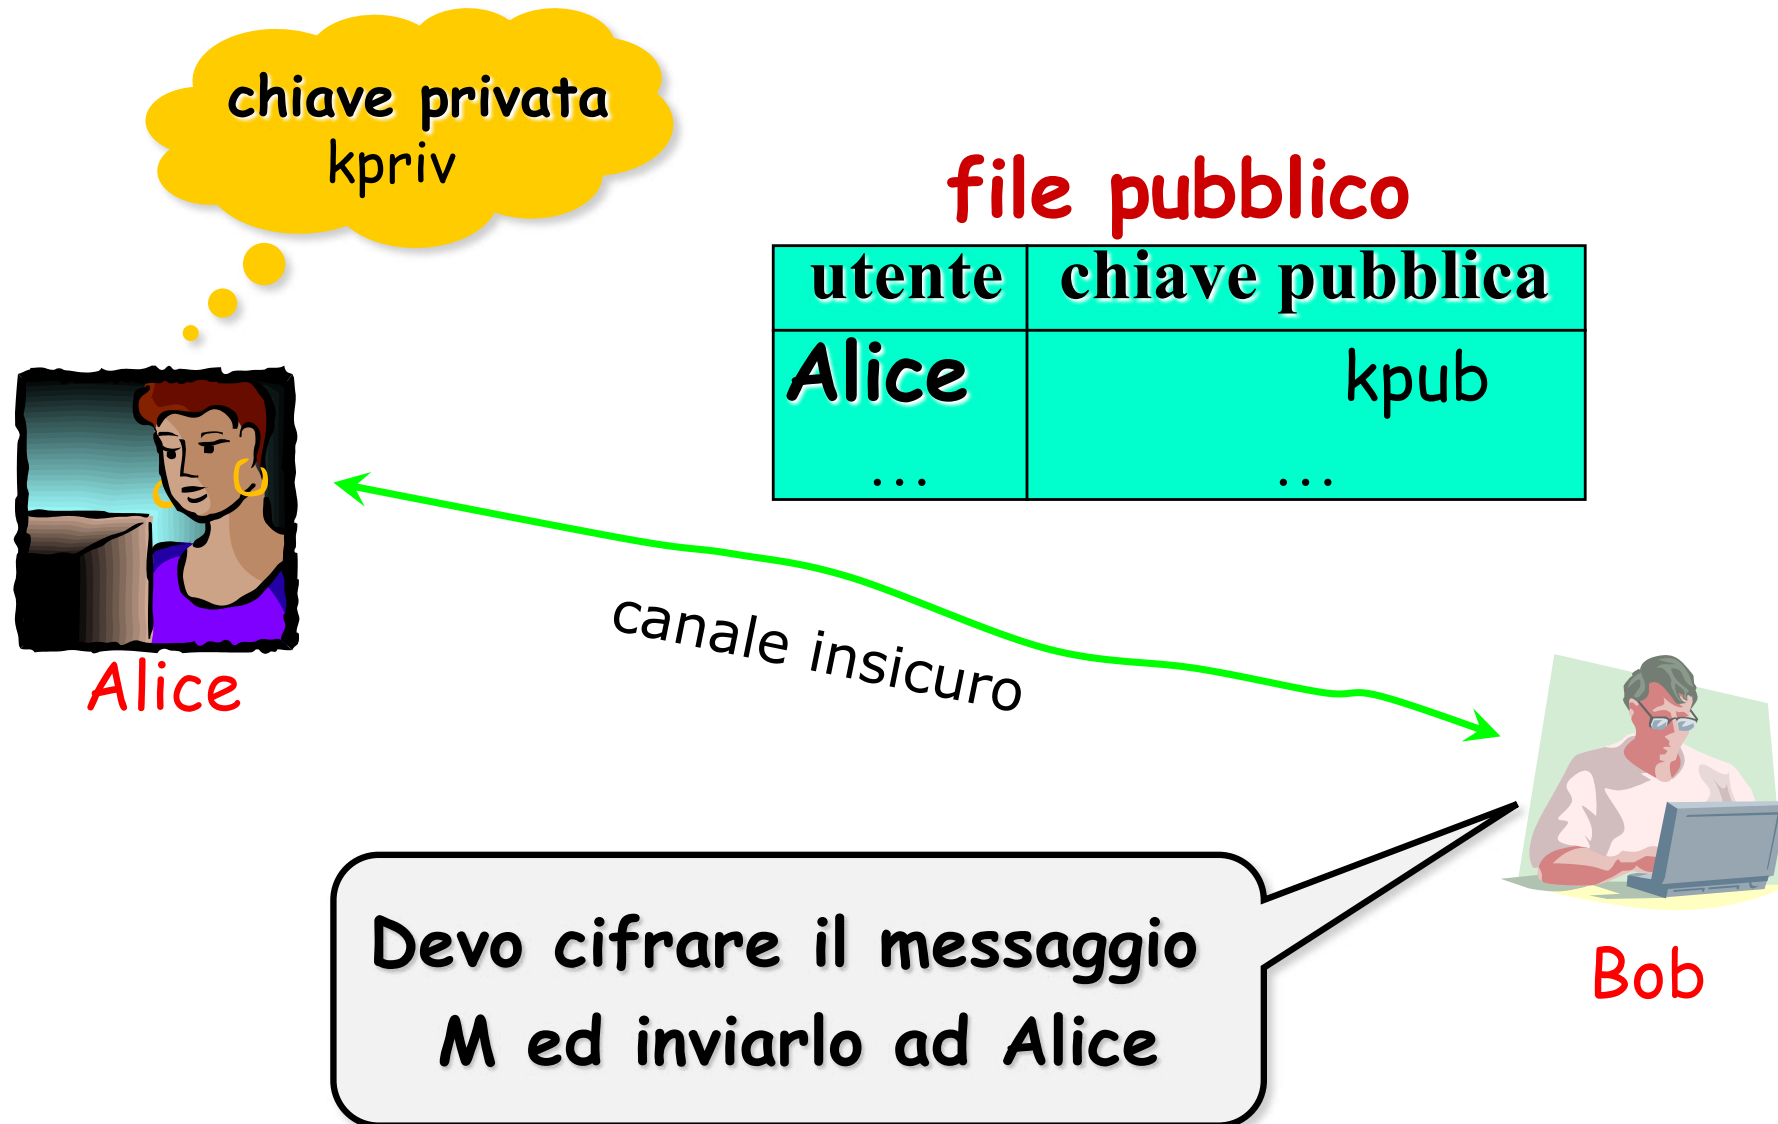 chiave privata
kpriv
file pubblico
utente chiave pubblica
Alice kpub
... ...
canale insicuro
Alice
Devo cifrare il messaggio
M ed inviarlo ad Alice
Bob